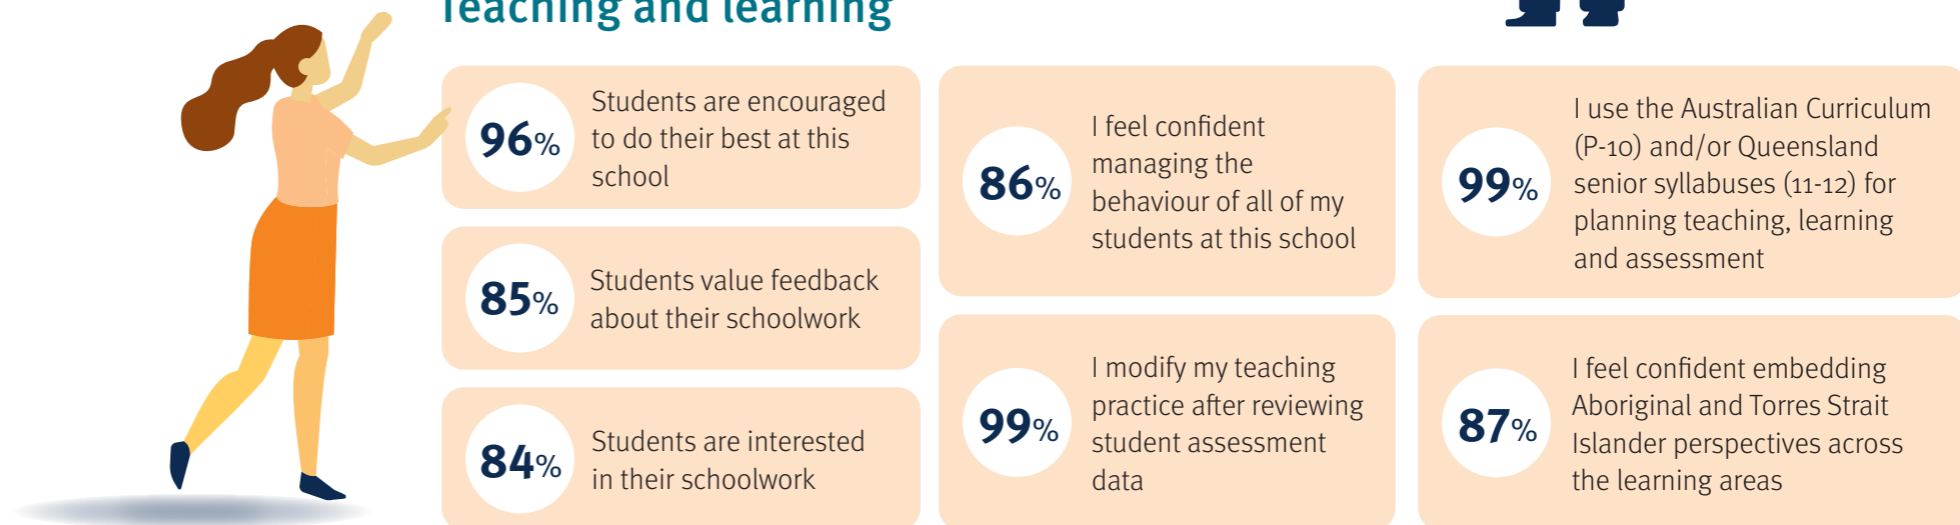 Teaching and learning
96%
Students are encouraged
to do their best at this
school
85%
Students value feedback
about their schoolwork
84%
Students are interested
in their schoolwork
86%
I feel confident
managing the
behaviour of all of my
students at this school
99%
I modify my teaching
practice after reviewing
student assessment
data
99%
I use the Australian Curriculum
(P-10) and/or Queensland
senior syllabuses (11-12) for
planning teaching, learning
and assessment
87%
I feel confident embedding
Aboriginal and Torres Strait
Islander perspectives across
the learning areas